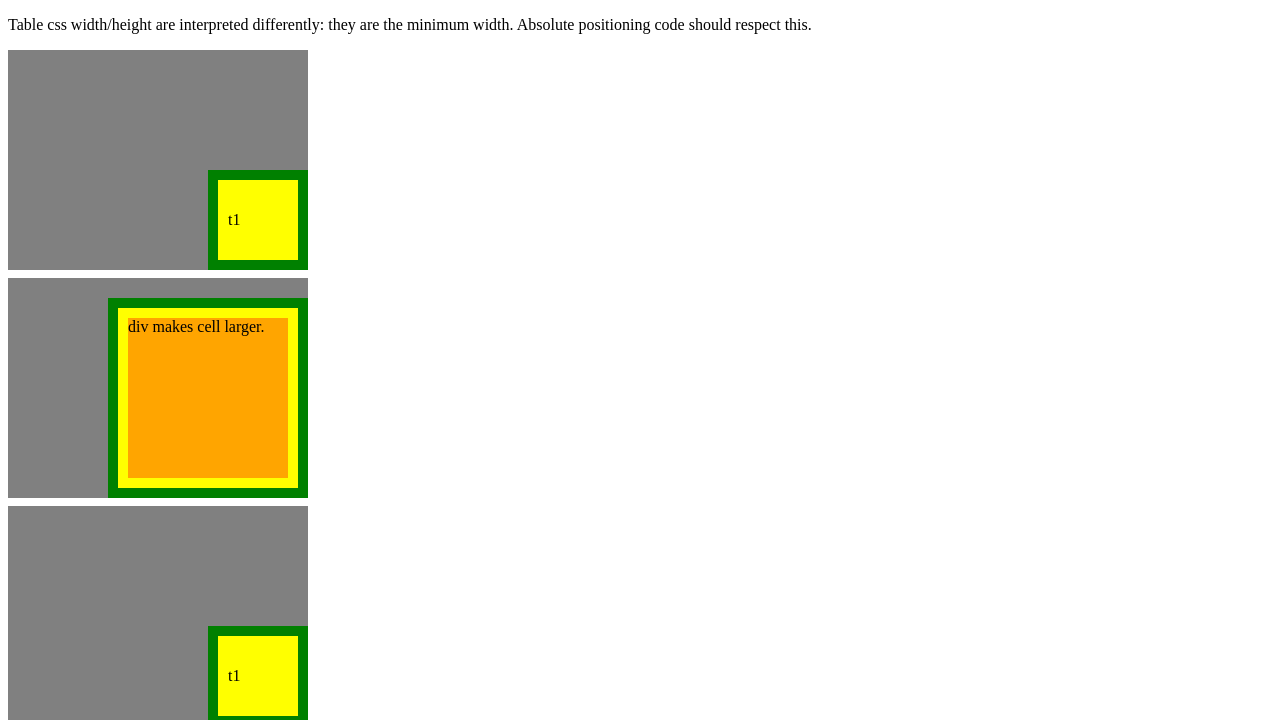 Table css width/height are interpreted differently: they are the minimum width. Absolute positioning code should respect this.
t1
div makes cell larger.
t1